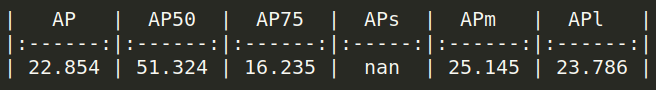 |   AP   |  AP50  |  AP75  |  APs  |  APm   |  APl   |
|:------:|:------:|:------:|:-----:|:------:|:------:|
| 22.854 | 51.324 | 16.235 |  nan  | 25.145 | 23.786 |